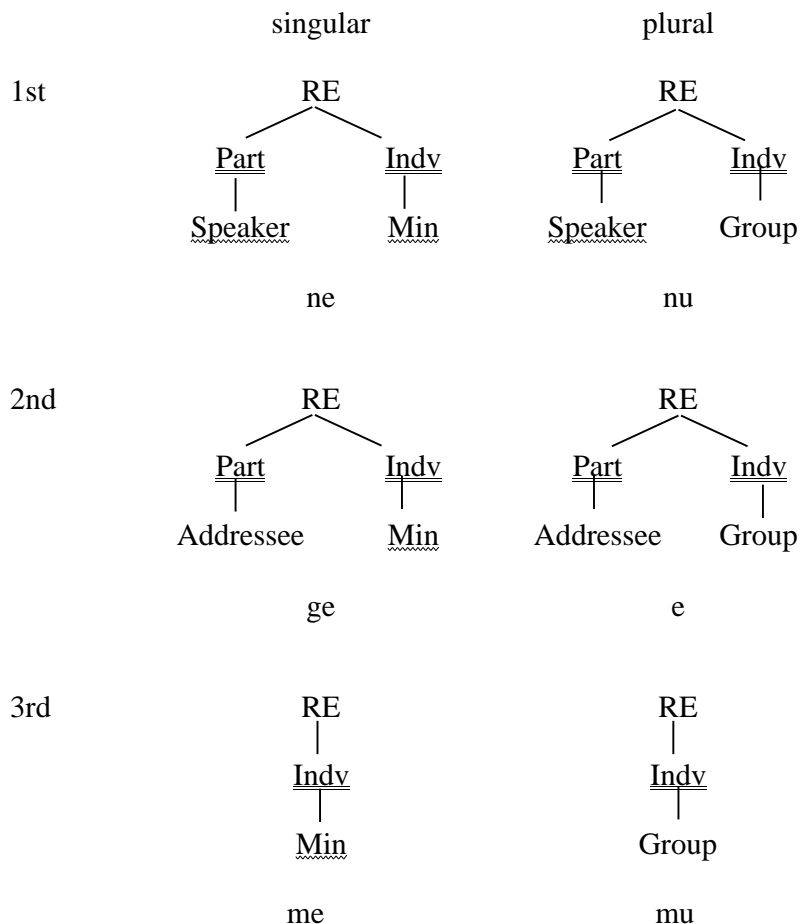 singular plural
1st RE RE
Part Indv Part Indv
Speaker Min Speaker Group
ne nu
2nd RE RE
Part Indv Part Indv
Addressee Min Addressee Group
ge e
3rd RE RE
Indv Indv
Min Group
me mu